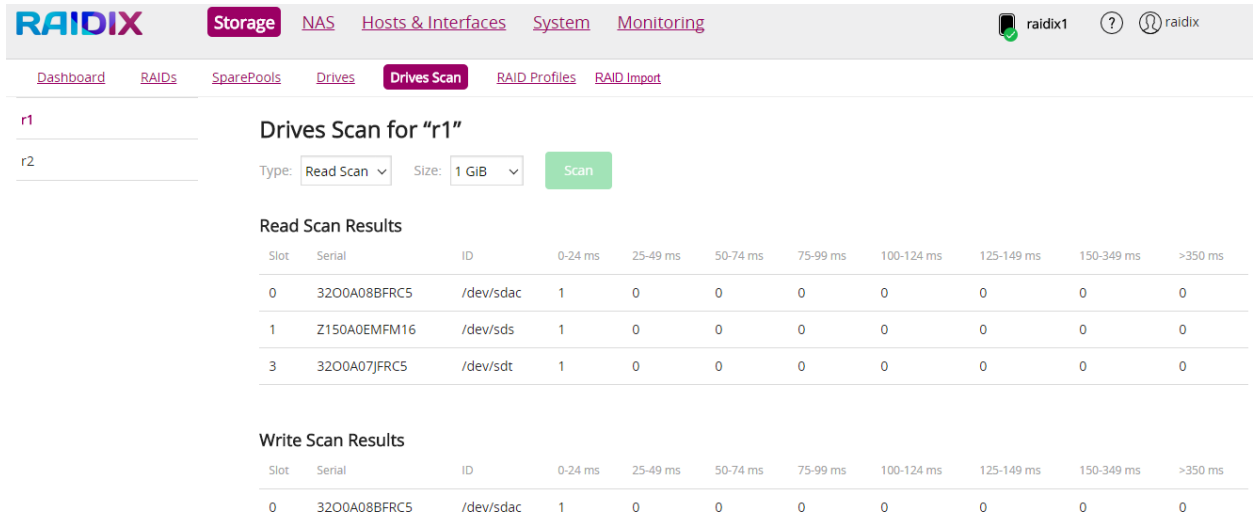 RAIDIX Storage NAS Hosts & Interfaces System Monitoring raidix1 ? raidix
Dashboard RAIDs SparePools Drives Drives Scan RAID Profiles RAID Import
r1
r2
Drives Scan for “r1”
Type: Read Scan Size: 1 GiB Scan
Read Scan Results
Slot Serial ID 0-24 ms 25-49 ms 50-74 ms 75-99 ms 100-124 ms 125-149 ms 150-349 ms >350 ms
0 32O0A08BFRC5 /dev/sdac 1 0 0 0 0 0 0 0
1 Z150A0EMFM16 /dev/sds 1 0 0 0 0 0 0 0
3 32O0A07JFRC5 /dev/sdt 1 0 0 0 0 0 0 0
Write Scan Results
Slot Serial ID 0-24 ms 25-49 ms 50-74 ms 75-99 ms 100-124 ms 125-149 ms 150-349 ms >350 ms
0 32O0A08BFRC5 /dev/sdac 1 0 0 0 0 0 0 0